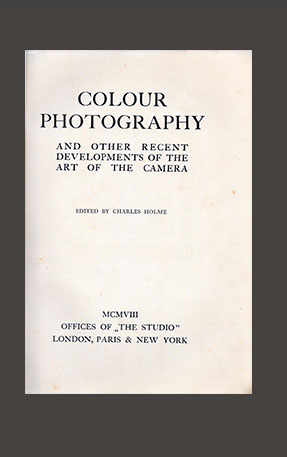 COLOUR
PHOTOGRAPHY
AND OTHER RECENT
DEVELOPMENTS OF THE
ART OF THE CAMERA
EDITED BY CHARLES HOLME
MCMVIII
OFFICES OF „THE STUDIO"
LONDON, PARIS & NEW YORK